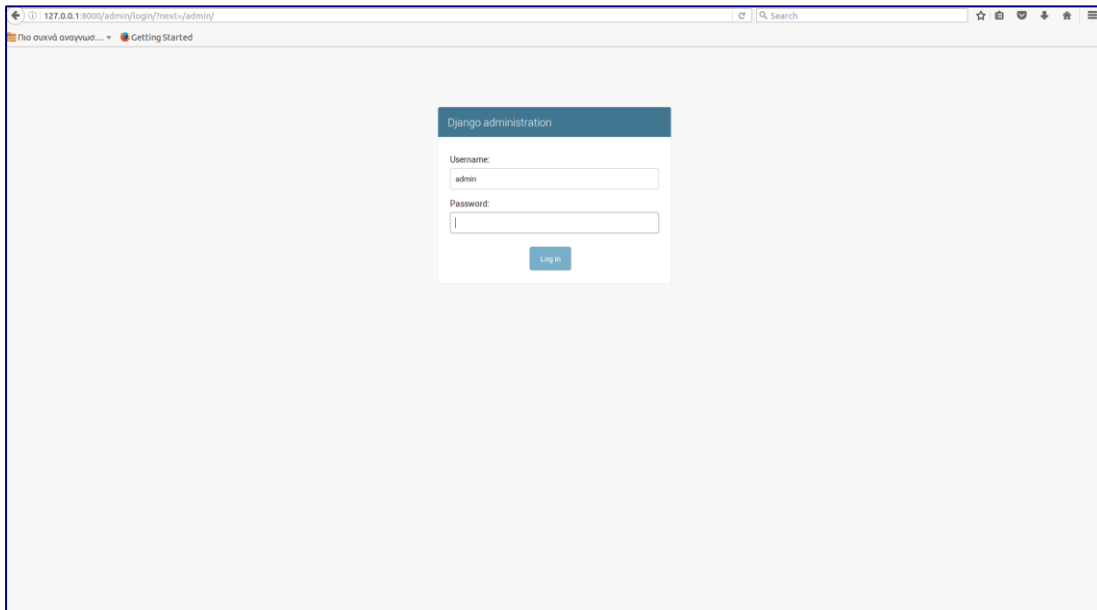 127.0.0.1:8000/admin/login/?next=/admin/
Search
Πιο συχνά αναγνωσ...
Getting Started
Django administration
Username:
admin
Password:
Log in